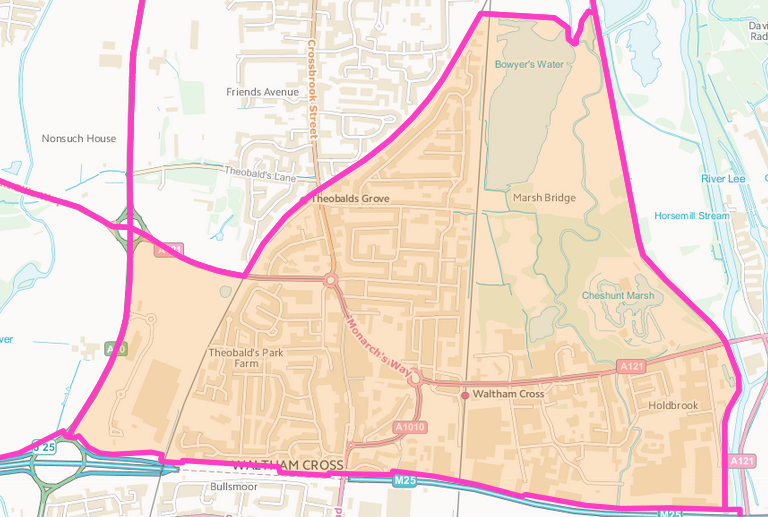 Davi
Rad
Bowyer's Water
Crossbrook Street
Friends Avenue
Nonsuch House
Theobald's Lane
River Lee
Theobalds Grove
Marsh Bridge
Horsemill Stream
A121
Cheshunt Marsh
ver
Monarch's Way
A10
Theobald's Park
Farm
A121
Waltham Cross
Holdbrook
A1010
J 25
WALTHAM CROSS
A121
M25
Bullsmoor
M25